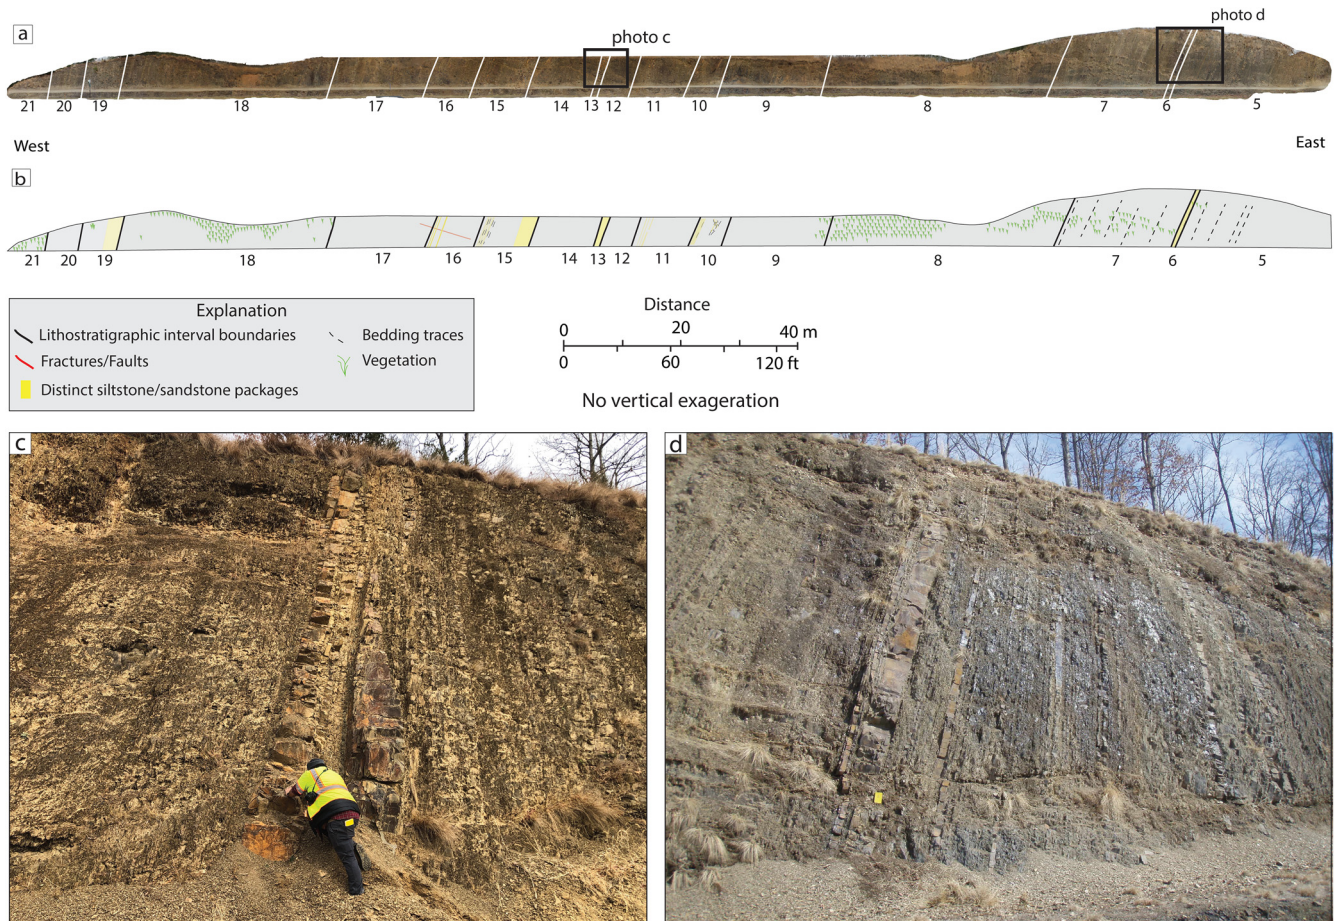 a
photo c
photo d
21 20 19 18 17 16 15 14 13 12 11 10 9 8 7 6 5
West
East
b
21 20 19 18 17 16 15 14 13 12 11 10 9 8 7 6 5
Explanation
Lithostratigraphic interval boundaries
Bedding traces
Fractures/Faults
Vegetation
Distinct siltstone/sandstone packages
Distance
0 20 40 m
0 60 120 ft
No vertical exageration
c
d